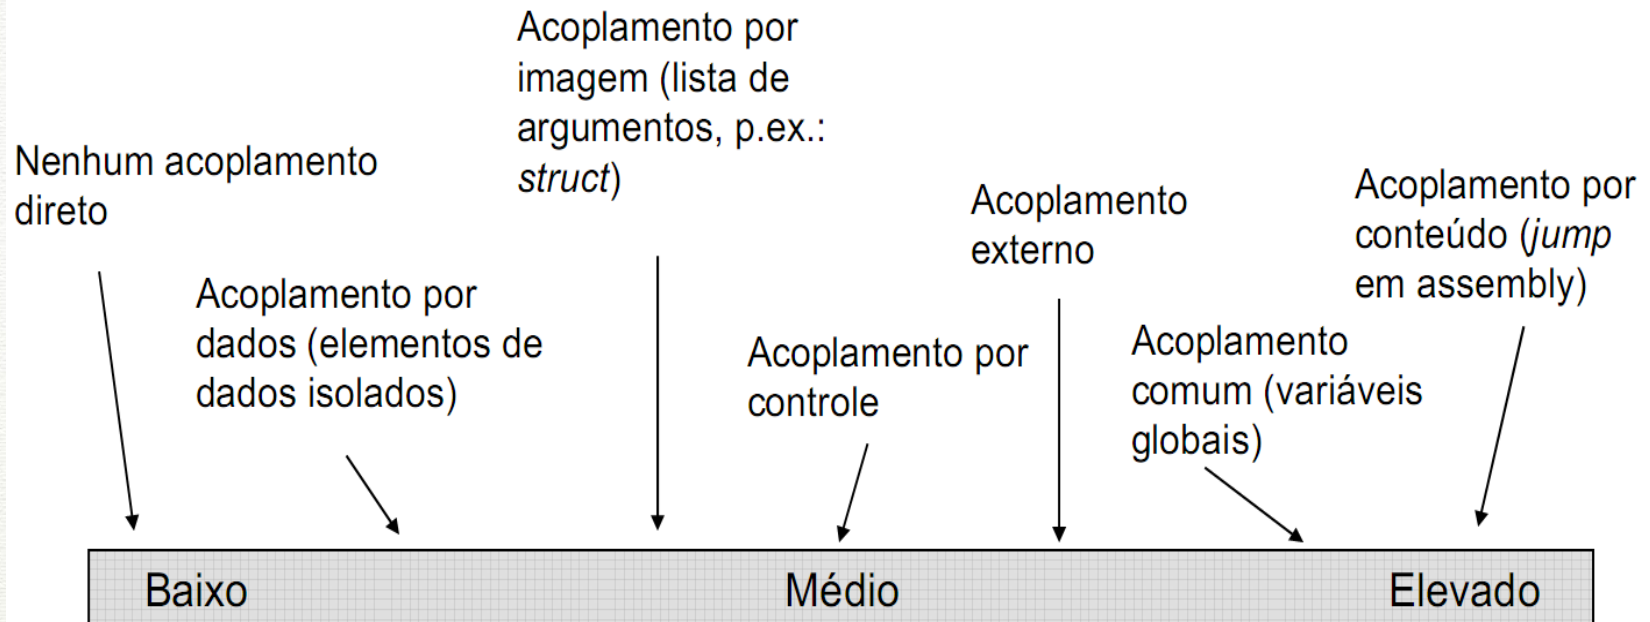 Nenhum acoplamento
direto
Acoplamento por
dados (elementos de
dados isolados)
Acoplamento por
imagem (lista de
argumentos, p.ex.:
struct)
Acoplamento por
controle
Acoplamento
externo
Acoplamento
comum (variáveis
globais)
Acoplamento por
conteúdo (jump
em assembly)
Baixo
Médio
Elevado